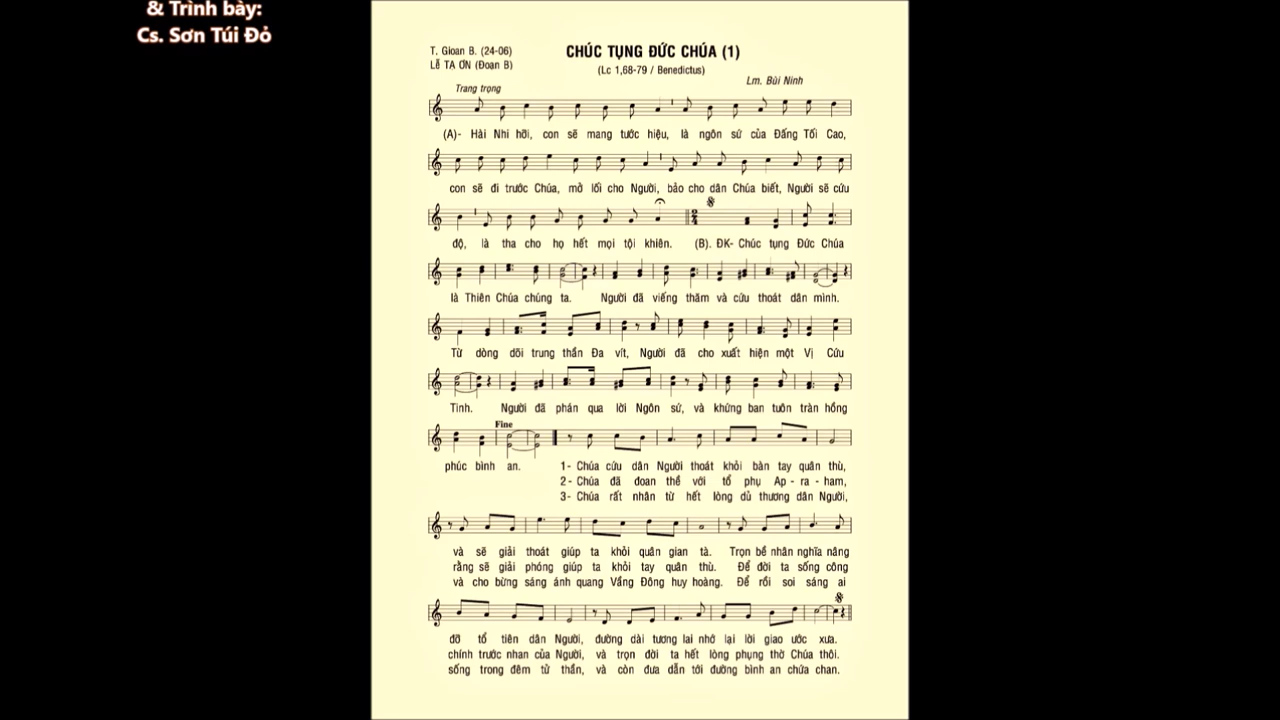 & Trình bày:
Cs. Sơn Túi Đỏ
T. Gioan B. (24-06)
LỄ TẠ ƠN (Đoạn B)
CHÚC TỤNG ĐỨC CHÚA (1)
(Lc 1,68-79 / Benedictus)
Lm. Bùi Ninh
Trang trọng
(A)- Hài Nhi hỡi, con sẽ mang tước hiệu, là ngôn sứ của Đấng Tối Cao,
con sẽ đi trước Chúa, mở lối cho Người, bảo cho dân Chúa biết, Người sẽ cứu
độ, là tha cho họ hết mọi tội khiên. (B). ĐK- Chúc tụng Đức Chúa
là Thiên Chúa chúng ta. Người đã viếng thăm và cứu thoát dân mình.
Từ dòng dõi trung thần Đa vít, Người đã cho xuất hiện một Vị Cứu
Tinh. Người đã phán qua lời Ngôn sứ, và khứng ban tuôn tràn hồng
Fine
phúc bình an. 1- Chúa cứu dân Người thoát khỏi bàn tay quân thù,
2- Chúa đã đoan thề với tổ phụ Ap - ra - ham,
3- Chúa rất nhân từ hết lòng dủ thương dân Người,
và sẽ giải thoát giúp ta khỏi quân gian tà. Trọn bề nhân nghĩa nâng
rằng sẽ giải phóng giúp ta khỏi tay quân thù. Để đời ta sống công
và cho bừng sáng ánh quang Vầng Đông huy hoàng. Để rồi soi sáng ai
đỡ tổ tiên dân Người, đường dài tương lai nhớ lại lời giao ước xưa.
chính trước nhan của Người, và trọn đời ta hết lòng phụng thờ Chúa thôi.
sống trong đêm tử thần, và còn đưa dẫn tới đường bình an chứa chan.